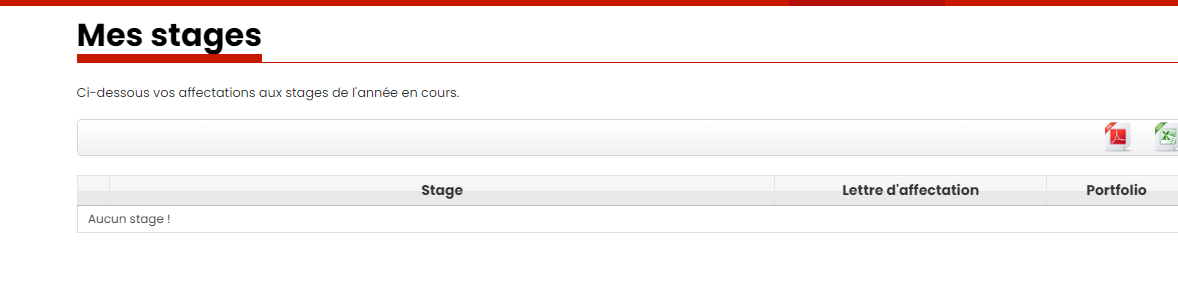 Mes stages
Ci-dessous vos affectations aux stages de l'année en cours.
Stage Lettre d'affectation Portfolio
Aucun stage !